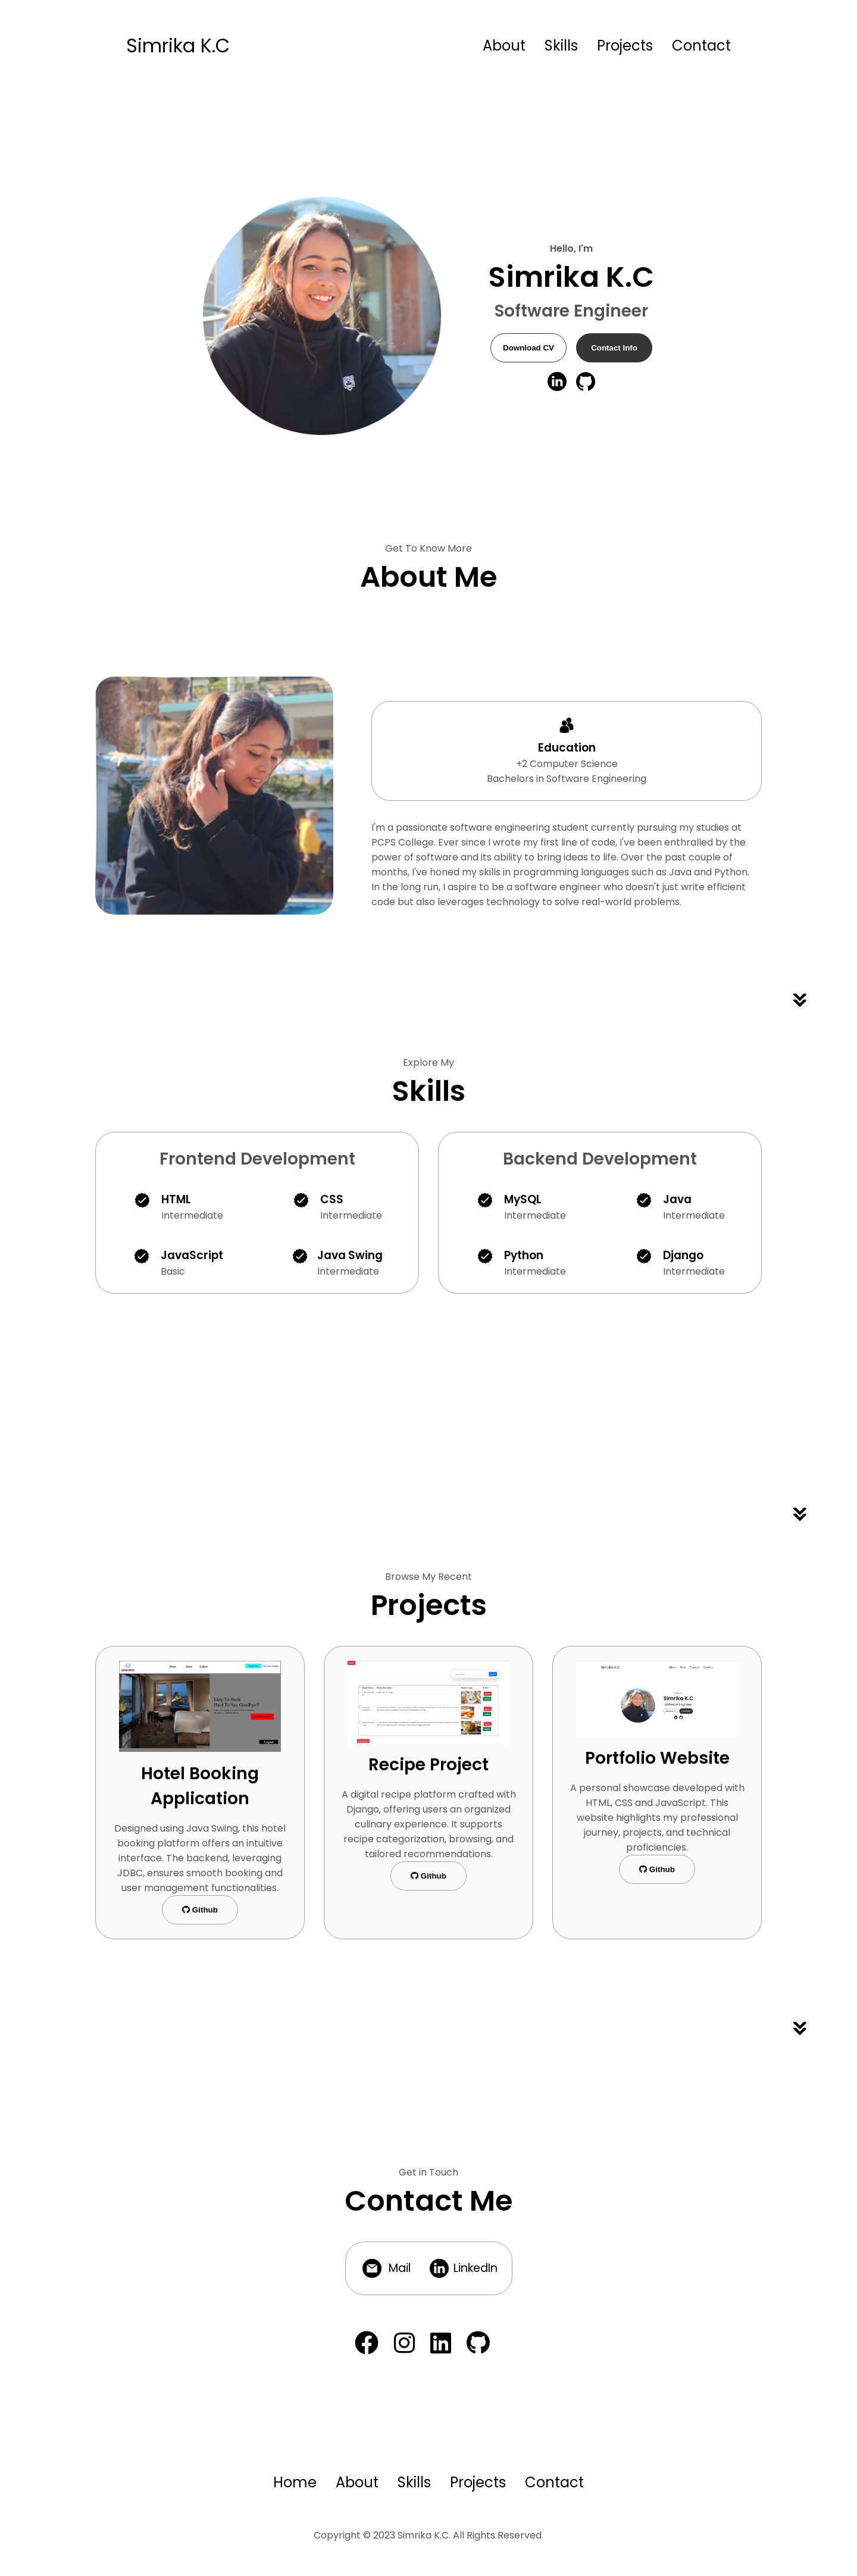 Simrika K.C
About Skills Projects Contact
Hello, I'm
Simrika K.C
Software Engineer
Download CV
Contact Info
Get To Know More
About Me
Education
+2 Computer Science
Bachelors in Software Engineering
I'm a passionate software engineering student currently pursuing my studies at
PCPS College. Ever since I wrote my first line of code, I've been enthralled by the
power of software and its ability to bring ideas to life. Over the past couple of
months, I've honed my skills in programming languages such as Java and Python.
In the long run, I aspire to be a software engineer who doesn't just write efficient
code but also leverages technology to solve real-world problems.
Explore My
Skills
Frontend Development
HTML
Intermediate
CSS
Intermediate
JavaScript
Basic
Java Swing
Intermediate
Backend Development
MySQL
Intermediate
Java
Intermediate
Python
Intermediate
Django
Intermediate
Browse My Recent
Projects
Easy To Book
Hard To Say Goodbye!
Hotel Booking
Application
Designed using Java Swing, this hotel
booking platform offers an intuitive
interface. The backend, leveraging
JDBC, ensures smooth booking and
user management functionalities.
Github
Recipe Project
A digital recipe platform crafted with
Django, offering users an organized
culinary experience. It supports
recipe categorization, browsing, and
tailored recommendations.
Github
Simrika K.C
Simrika K.C
Software Engineer
Portfolio Website
A personal showcase developed with
HTML, CSS and JavaScript. This
website highlights my professional
journey, projects, and technical
proficiencies.
Github
Get in Touch
Contact Me
Mail
LinkedIn
Home About Skills Projects Contact
Copyright © 2023 Simrika K.C. All Rights Reserved.